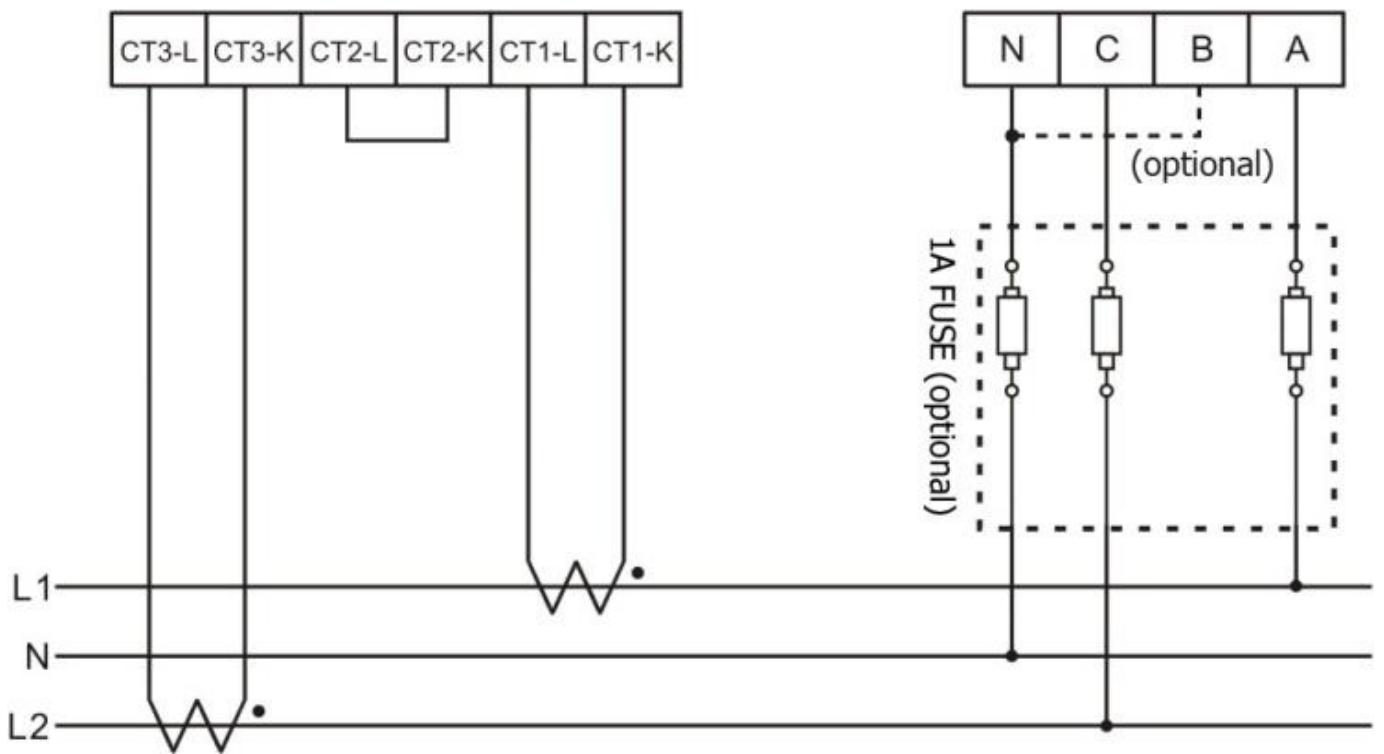 CT3-L CT3-K CT2-L CT2-K CT1-L CT1-K
N C B A
(optional)
1A FUSE (optional)
L1
N
L2